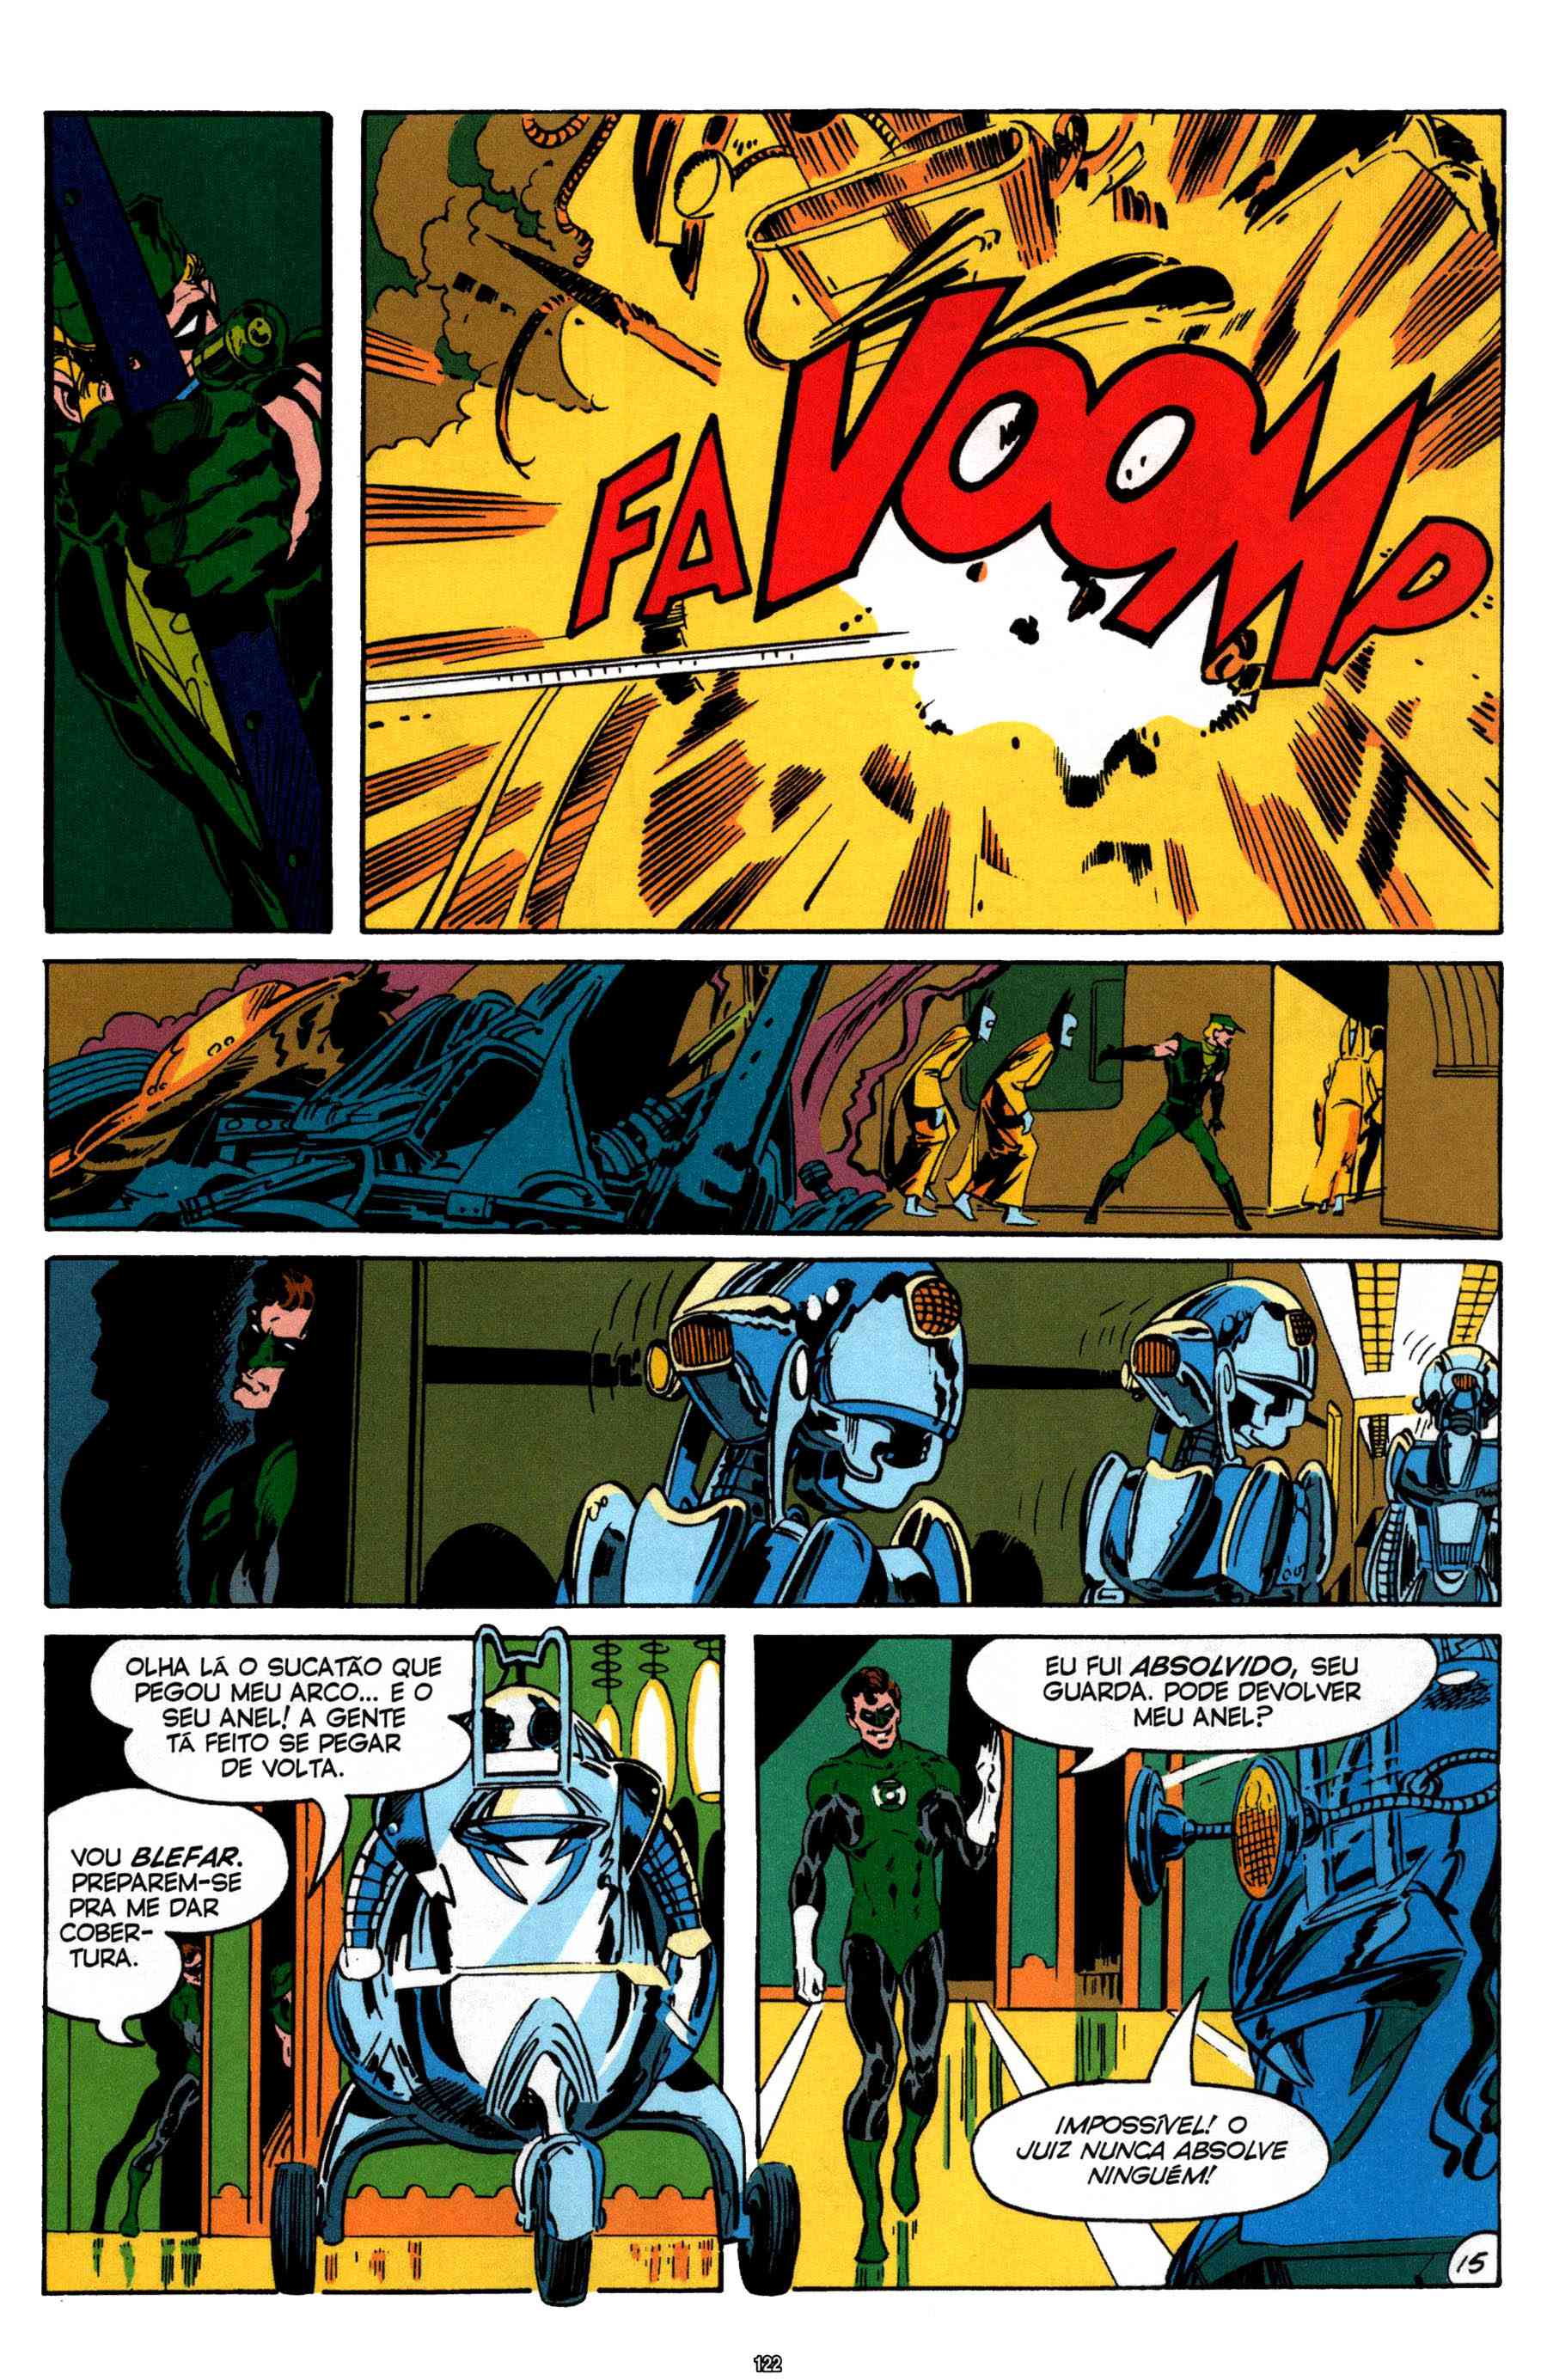 FAVOOMP
OLHA LÁ O SUCATÃO QUE
PEGOU MEU ARCO... E O
SEU ANEL! A GENTE
TÁ FEITO SE PEGAR
DE VOLTA.
VOU BLEFAR.
PREPAREM-SE
PRA ME DAR
COBER-
TURA.
EU FUI ABSOLVIDO, SEU
GUARDA. PODE DEVOLVER
MEU ANEL?
IMPOSSÍVEL! O
JUIZ NUNCA ABSOLVE
NINGUÉM!
15
122